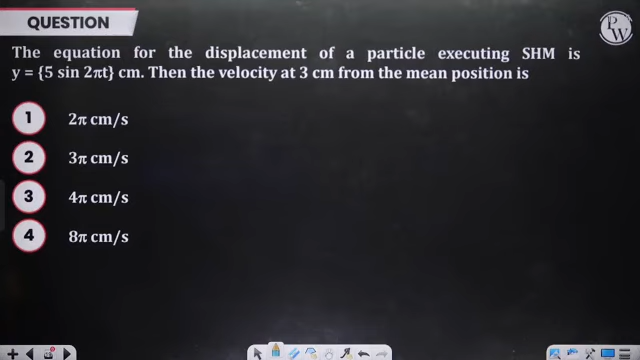 QUESTION
PW
The equation for the displacement of a particle executing SHM is
y = {5 sin 2πt} cm. Then the velocity at 3 cm from the mean position is
1 2π cm/s
2 3π cm/s
3 4π cm/s
4 8π cm/s